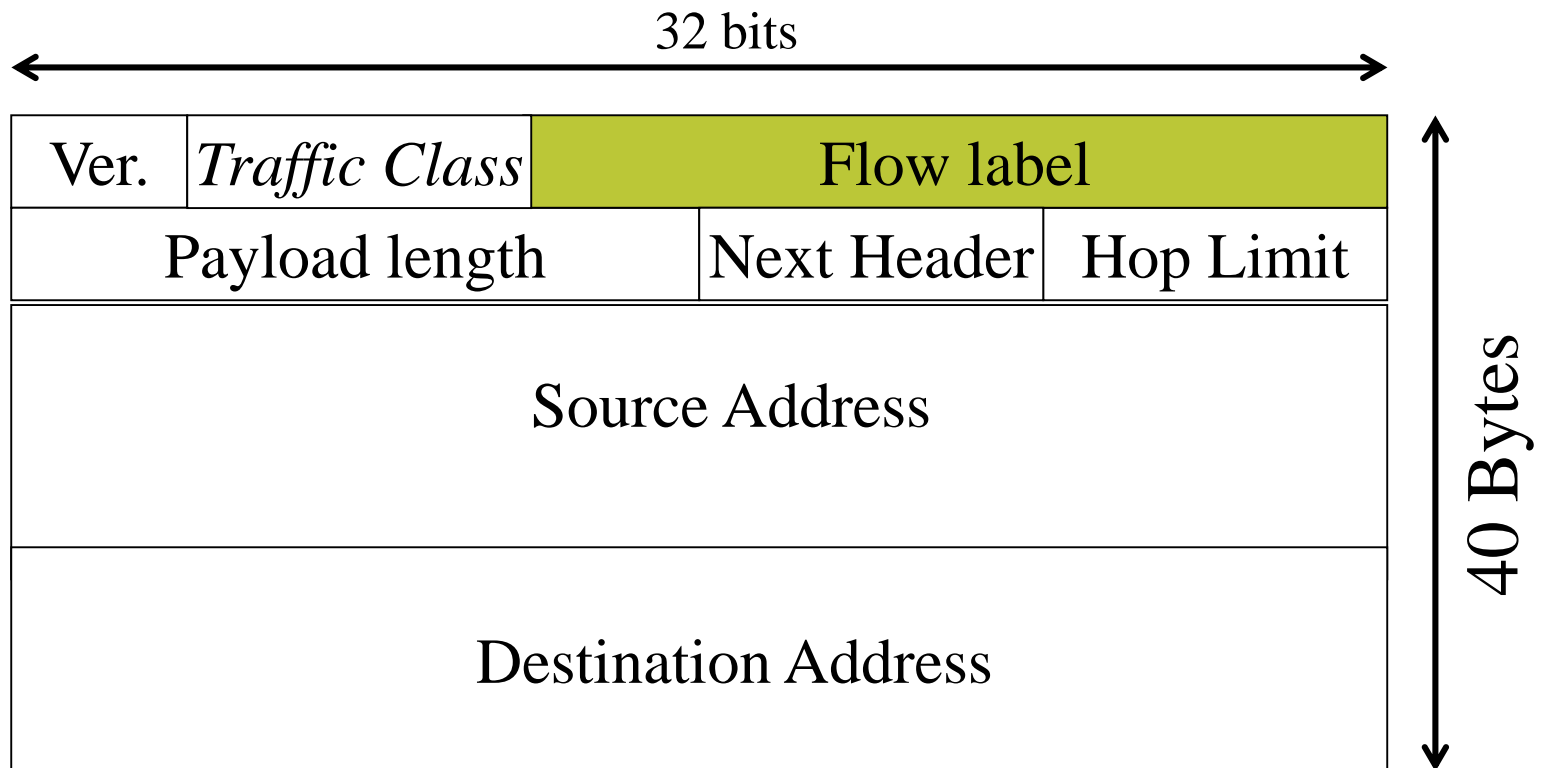 32 bits
Ver. Traffic Class Flow label
Payload length Next Header Hop Limit
Source Address
40 Bytes
Destination Address